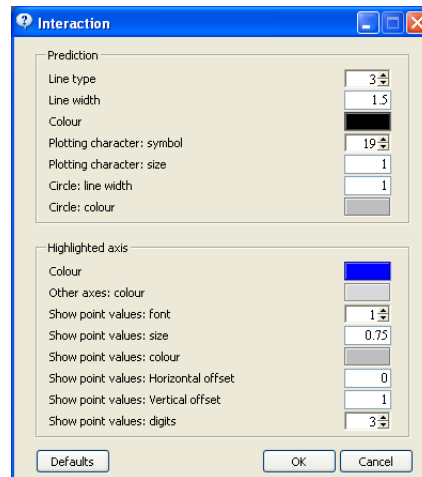 Interaction
Prediction
Line type 3
Line width 1.5
Colour
Plotting character: symbol 19
Plotting character: size 1
Circle: line width 1
Circle: colour
Highlighted axis
Colour
Other axes: colour
Show point values: font 1
Show point values: size 0.75
Show point values: colour
Show point values: Horizontal offset 0
Show point values: Vertical offset 1
Show point values: digits 3
Defaults OK Cancel